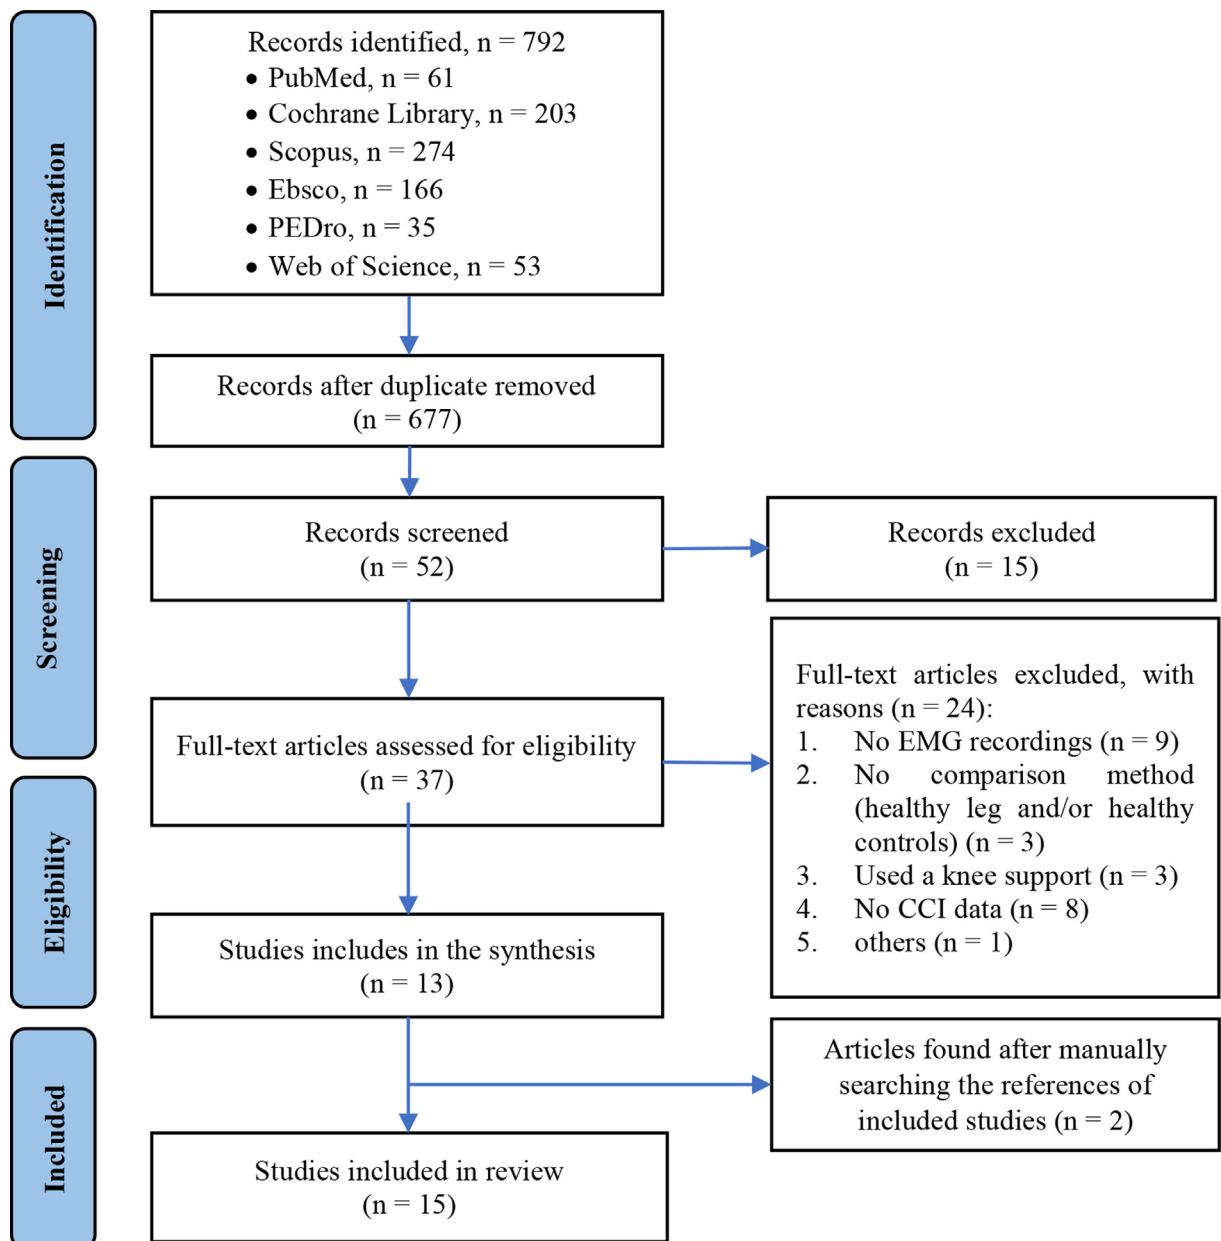 Identification
Records identified, n = 792
• PubMed, n = 61
• Cochrane Library, n = 203
• Scopus, n = 274
• Ebsco, n = 166
• PEDro, n = 35
• Web of Science, n = 53
Records after duplicate removed
(n = 677)
Screening
Records screened
(n = 52)
Records excluded
(n = 15)
Full-text articles assessed for eligibility
(n = 37)
Full-text articles excluded, with
reasons (n = 24):
1. No EMG recordings (n = 9)
2. No comparison method
(healthy leg and/or healthy
controls) (n = 3)
3. Used a knee support (n = 3)
4. No CCI data (n = 8)
5. others (n = 1)
Eligibility
Studies includes in the synthesis
(n = 13)
Included
Articles found after manually
searching the references of
included studies (n = 2)
Studies included in review
(n = 15)